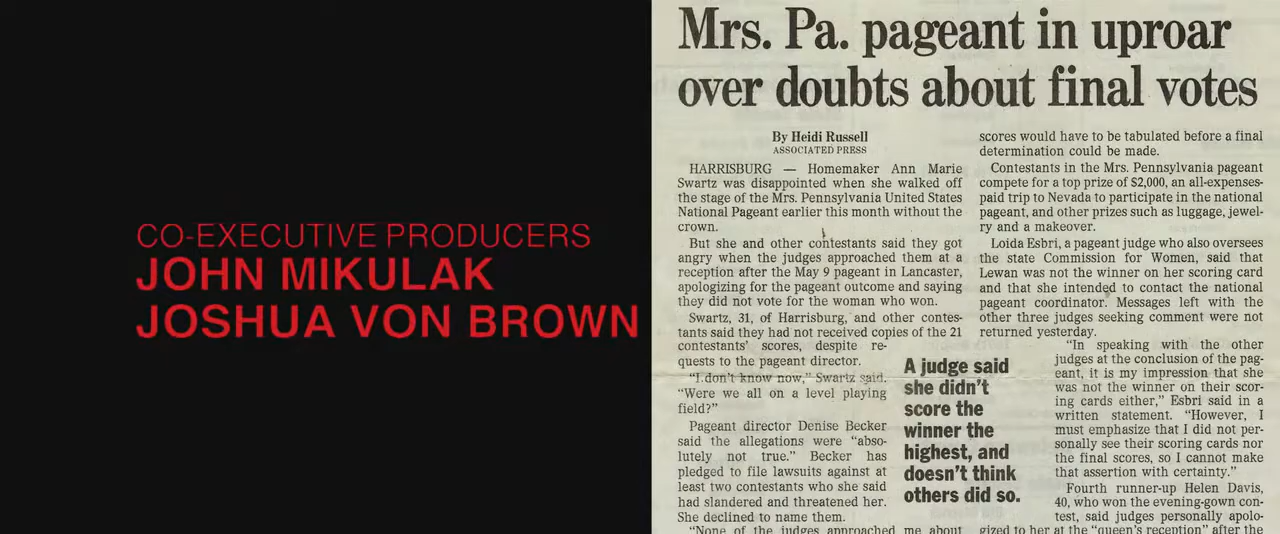 CO-EXECUTIVE PRODUCERS
JOHN MIKULAK
JOSHUA VON BROWN
Mrs. Pa. pageant in uproar
over doubts about final votes
By Heidi Russell
ASSOCIATED PRESS
HARRISBURG — Homemaker Ann Marie
Swartz was disappointed when she walked off
the stage of the Mrs. Pennsylvania United States
National Pageant earlier this month without the
crown.
But she and other contestants said they got
angry when the judges approached them at a
reception after the May 9 pageant in Lancaster,
apologizing for the pageant outcome and saying
they did not vote for the woman who won.
Swartz, 31, of Harrisburg, and other contes-
tants said they had not received copies of the 21
contestants' scores, despite re-
quests to the pageant director.
"I don't know now," Swartz said.
"Were we all on a level playing
field?"
Pageant director Denise Becker
said the allegations were "abso-
lutely not true." Becker has
pledged to file lawsuits against at
least two contestants who she said
had slandered and threatened her.
She declined to name them.
"None of the judges approached me about
A judge said
she didn't
score the
winner the
highest, and
doesn't think
others did so.
scores would have to be tabulated before a final
determination could be made.
Contestants in the Mrs. Pennsylvania pageant
compete for a top prize of $2,000, an all-expenses-
paid trip to Nevada to participate in the national
pageant, and other prizes such as luggage, jewel-
ry and a makeover.
Loida Esbri, a pageant judge who also oversees
the state Commission for Women, said that
Lewan was not the winner on her scoring card
and that she intended to contact the national
pageant coordinator. Messages left with the
other three judges seeking comment were not
returned yesterday.
"In speaking with the other
judges at the conclusion of the pag-
eant, it is my impression that she
was not the winner on their scor-
ing cards either," Esbri said in a
written statement. "However, I
must emphasize that I did not per-
sonally see their scoring cards nor
the final scores, so I cannot make
that assertion with certainty."
Fourth runner-up Helen Davis,
40, who won the evening-gown con-
test, said judges personally apolo-
gized to her at the "queen's reception" after the